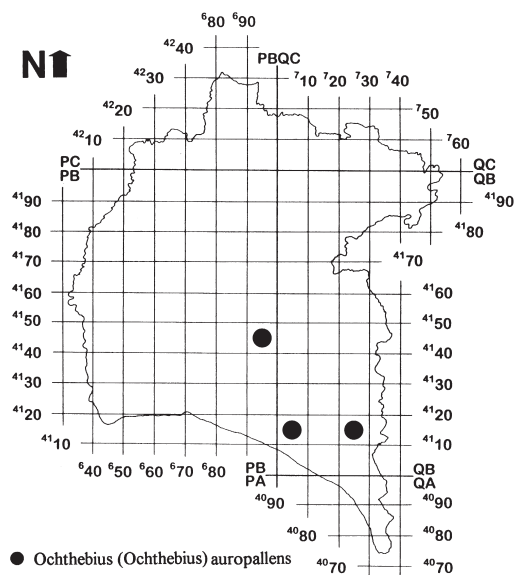 ⁶80 ⁶90
⁴²40
PBQC
N
⁴²30
⁷10 ⁷20 ⁷30 ⁷40
⁴²20
⁷50
⁴²10
⁷60
PC
PB
QC
QB
⁴¹90
⁴¹90
⁴¹80
⁴¹80
⁴¹70
⁴¹70
⁴¹60
⁴¹60
⁴¹50
⁴¹50
⁴¹40
⁴¹40
⁴¹30
⁴¹30
⁴¹20
⁴¹20
⁴¹10
⁴¹10
⁶40 ⁶50 ⁶60 ⁶70 ⁶80
PB
PA
QB
QA
⁴⁰90
⁴⁰90
⁴⁰80
⁴⁰80
Ochthebius (Ochthebius) auropallens
⁴⁰70
⁴⁰70